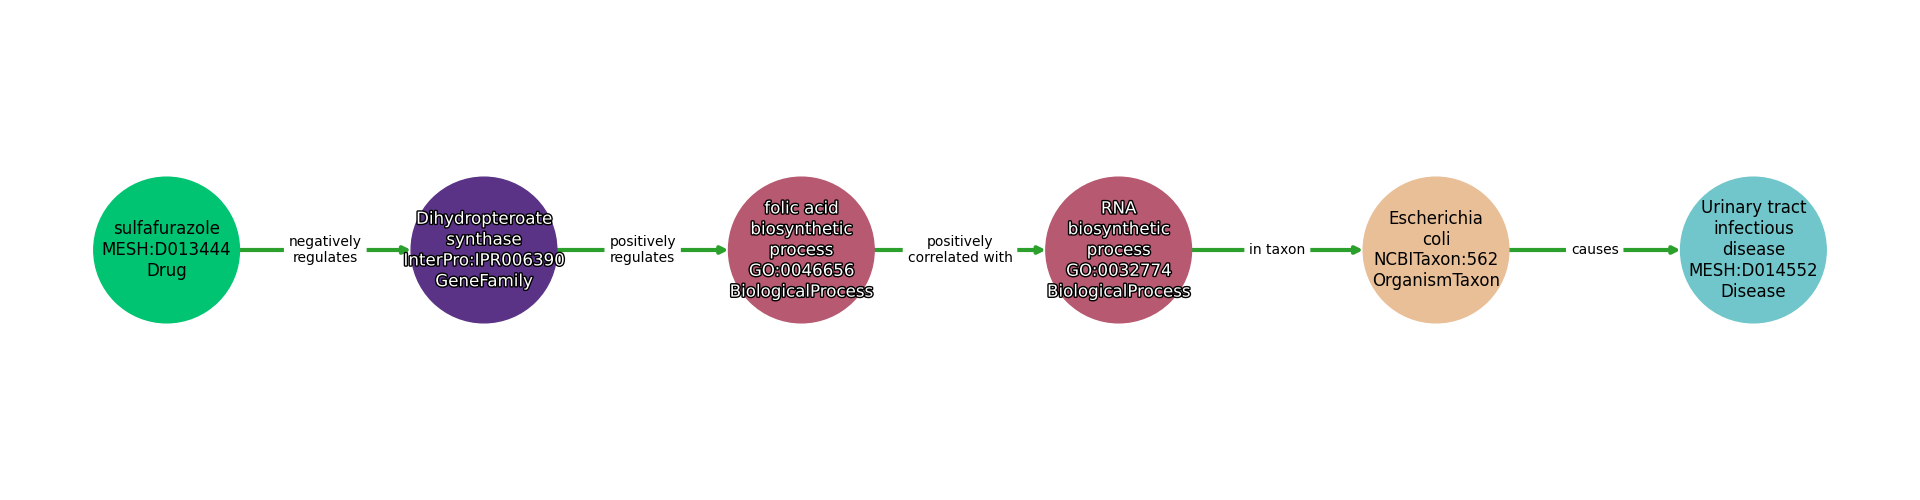 sulfafurazole
MESH:D013444
Drug
negatively
regulates
Dihydropteroate
synthase
InterPro:IPR006390
GeneFamily
positively
regulates
folic acid
biosynthetic
process
GO:0046656
BiologicalProcess
positively
correlated with
RNA
biosynthetic
process
GO:0032774
BiologicalProcess
in taxon
Escherichia
coli
NCBITaxon:562
OrganismTaxon
causes
Urinary tract
infectious
disease
MESH:D014552
Disease